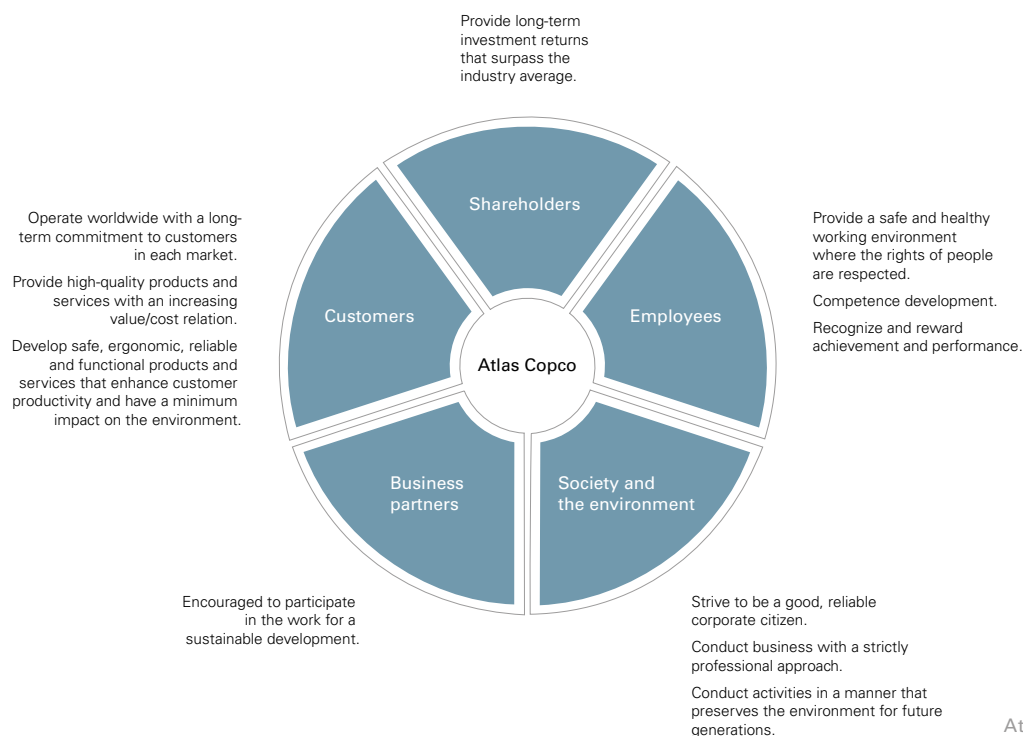 Provide long-term
investment returns
that surpass the
industry average.
Shareholders
Operate worldwide with a long-
term commitment to customers
in each market.
Provide high-quality products and
services with an increasing
value/cost relation.
Develop safe, ergonomic, reliable
and functional products and
services that enhance customer
productivity and have a minimum
impact on the environment.
Customers
Atlas Copco
Employees
Provide a safe and healthy
working environment
where the rights of people
are respected.
Competence development.
Recognize and reward
achievement and performance.
Business
partners
Society and
the environment
Encouraged to participate
in the work for a
sustainable development.
Strive to be a good, reliable
corporate citizen.
Conduct business with a strictly
professional approach.
Conduct activities in a manner that
preserves the environment for future
generations.
At